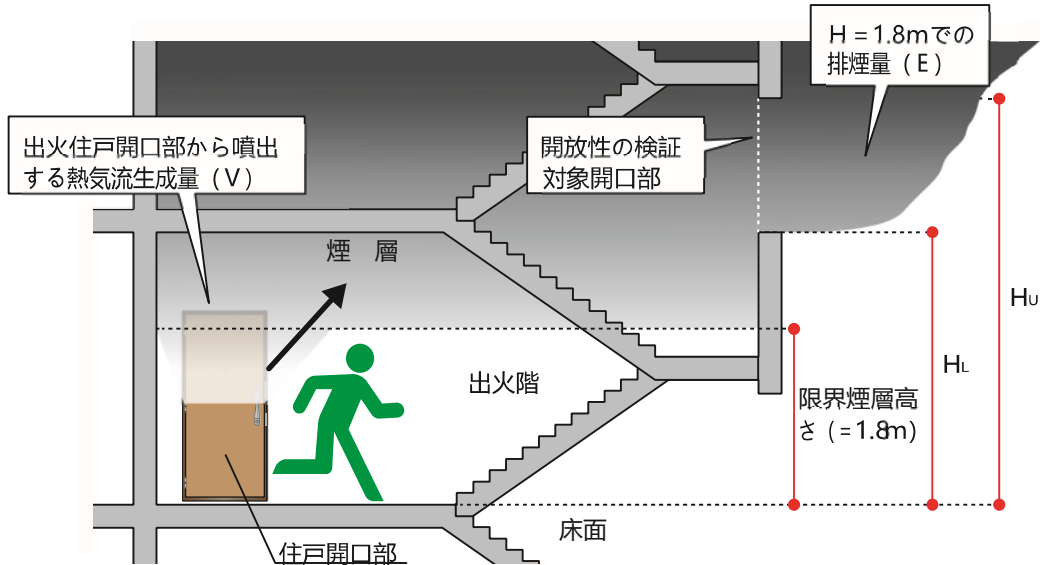 H = 1.8mでの
排煙量（E）
出火住戸開口部から噴出
する熱気流生成量（V）
開放性の検証
対象開口部
煙　層
HU
HL
出火階
限界煙層高
さ（=1.8m）
床面
住戸開口部